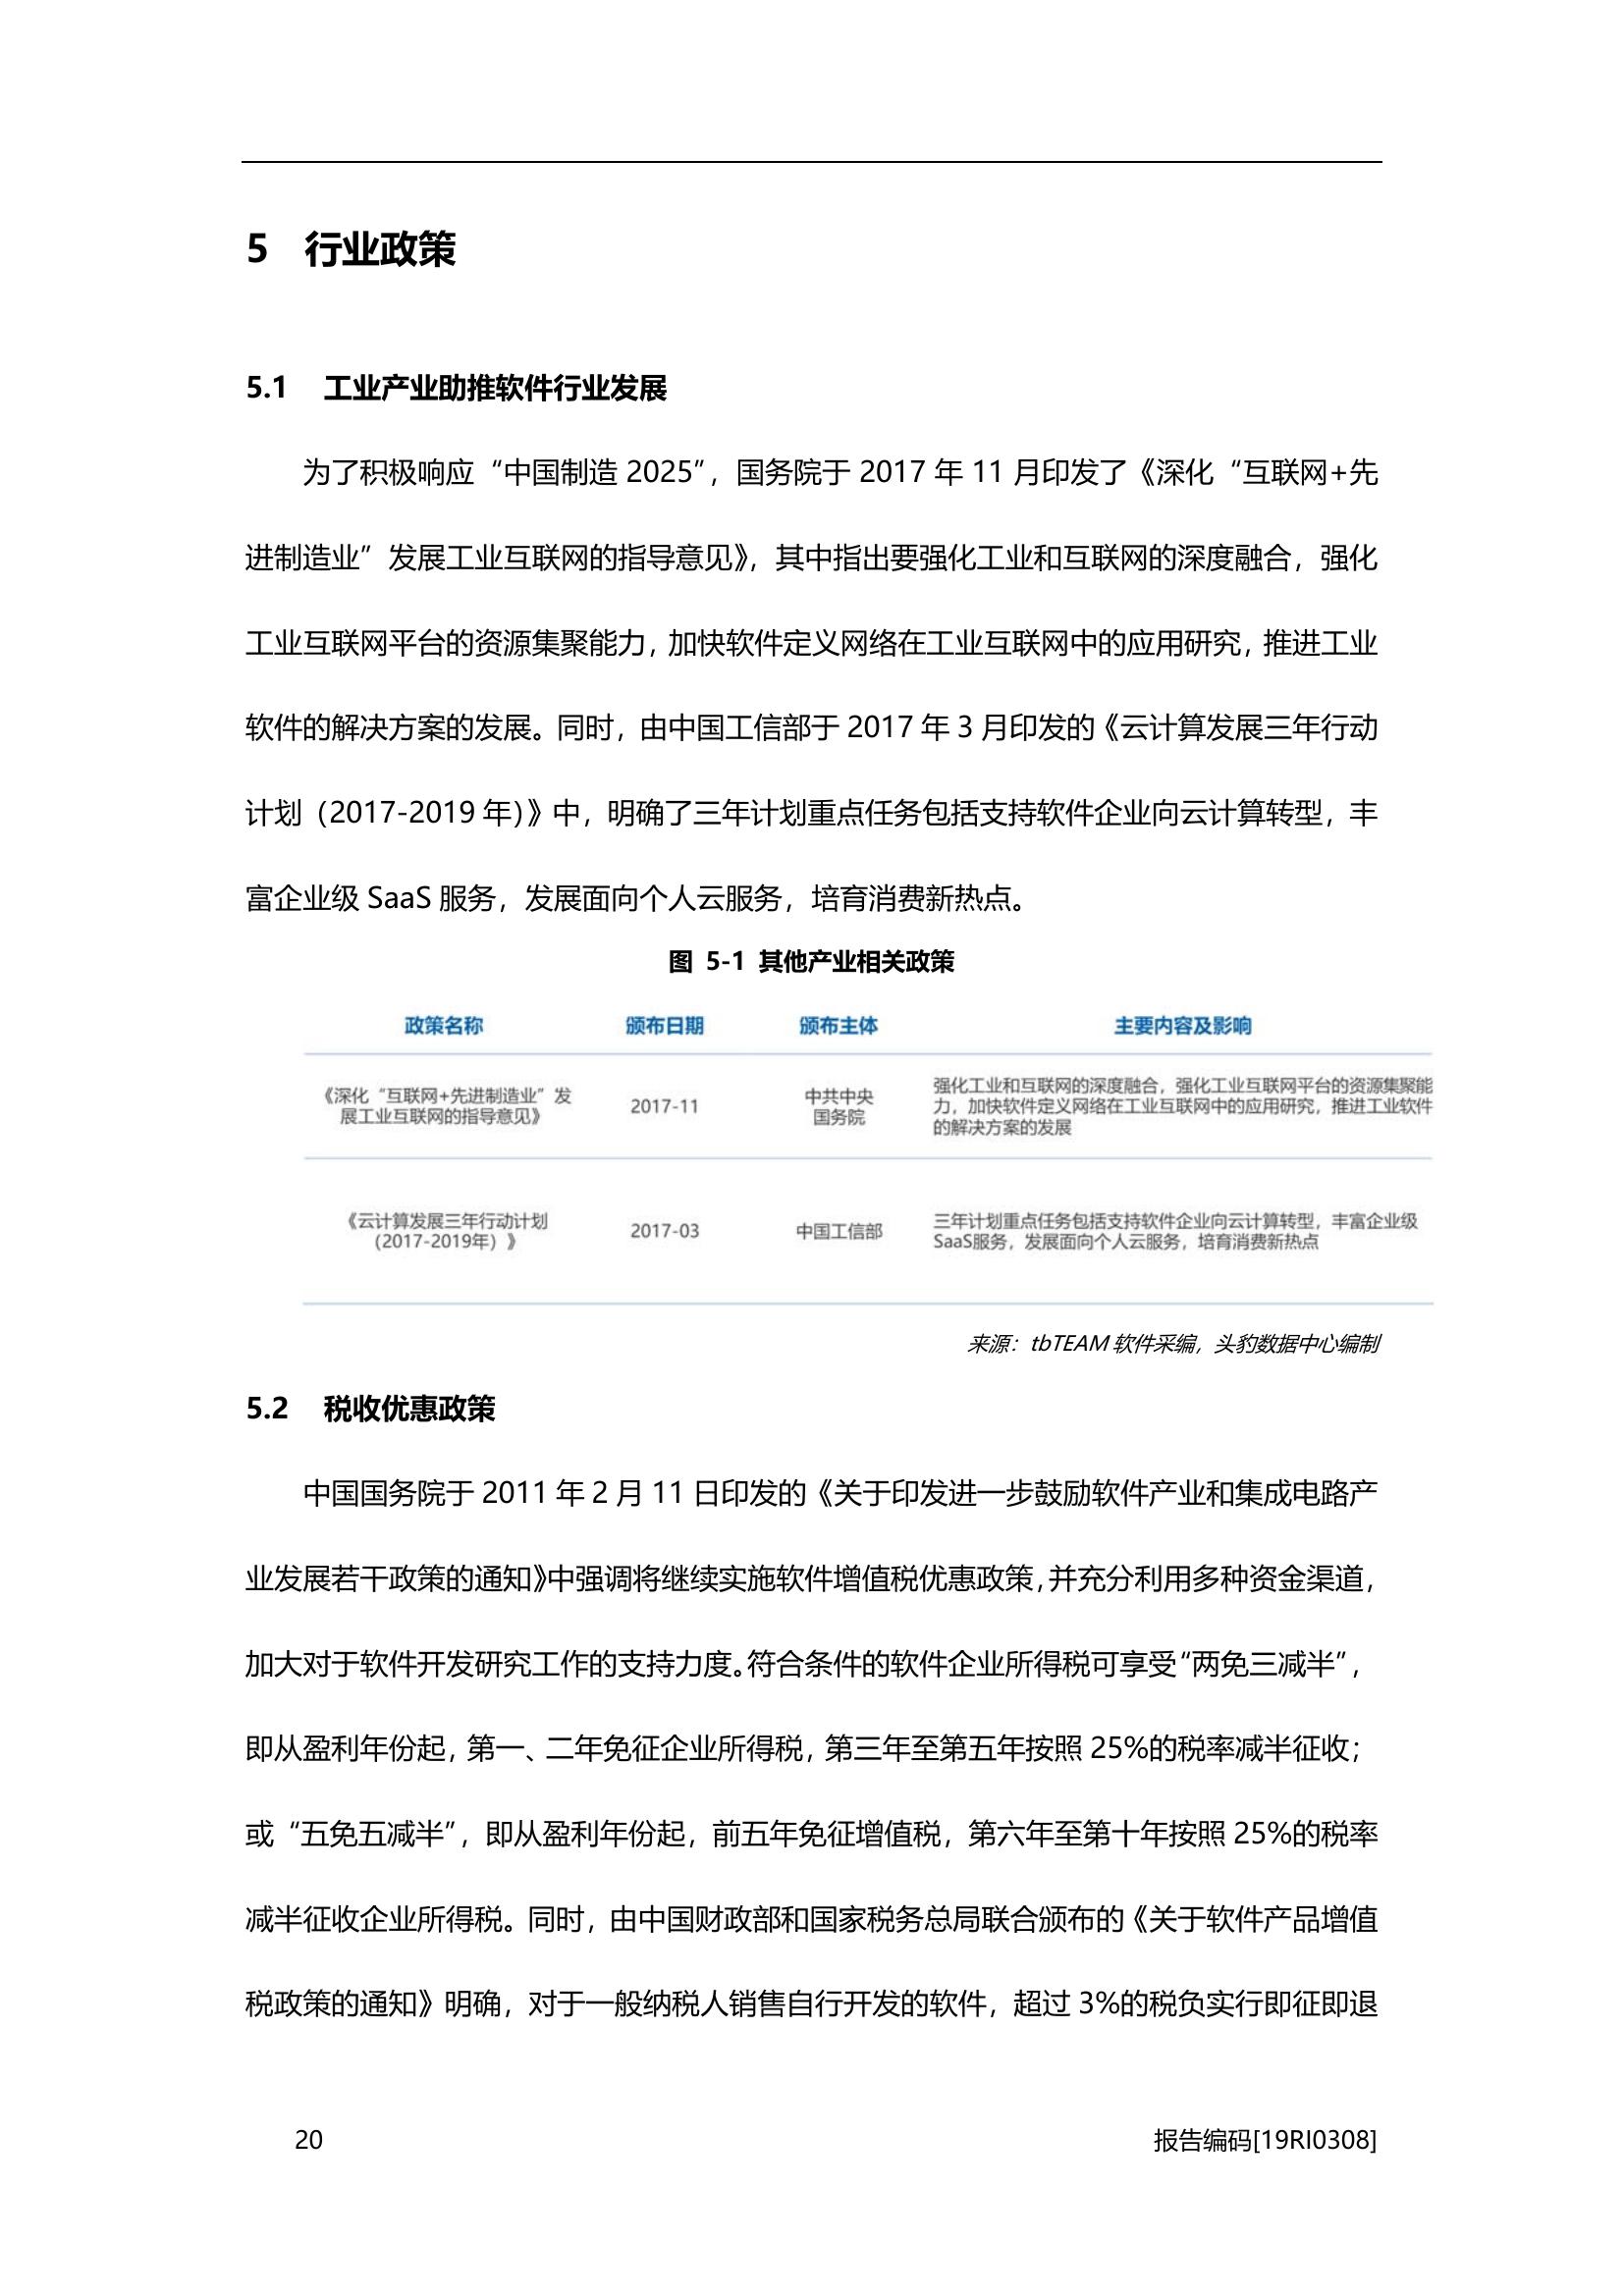 5 行业政策
5.1 工业产业助推软件行业发展
为了积极响应“中国制造 2025”，国务院于 2017 年 11 月印发了《深化“互联网+先
进制造业”发展工业互联网的指导意见》，其中指出要强化工业和互联网的深度融合，强化
工业互联网平台的资源集聚能力，加快软件定义网络在工业互联网中的应用研究，推进工业
软件的解决方案的发展。同时，由中国工信部于 2017 年 3 月印发的《云计算发展三年行动
计划（2017-2019 年）》中，明确了三年计划重点任务包括支持软件企业向云计算转型，丰
富企业级 SaaS 服务，发展面向个人云服务，培育消费新热点。
图 5-1 其他产业相关政策
政策名称 颁布日期 颁布主体 主要内容及影响
《深化“互联网+先进制造业”发
展工业互联网的指导意见》
2017-11
中共中央
国务院
强化工业和互联网的深度融合，强化工业互联网平台的资源集聚能
力，加快软件定义网络在工业互联网中的应用研究，推进工业软件
的解决方案的发展
《云计算发展三年行动计划
（2017-2019年）》
2017-03
中国工信部
三年计划重点任务包括支持软件企业向云计算转型，丰富企业级
SaaS服务，发展面向个人云服务，培育消费新热点
来源：tbTEAM 软件采编，头豹数据中心编制
5.2 税收优惠政策
中国国务院于 2011 年 2 月 11 日印发的《关于印发进一步鼓励软件产业和集成电路产
业发展若干政策的通知》中强调将继续实施软件增值税优惠政策，并充分利用多种资金渠道，
加大对于软件开发研究工作的支持力度。符合条件的软件企业所得税可享受“两免三减半”，
即从盈利年份起，第一、二年免征企业所得税，第三年至第五年按照 25%的税率减半征收；
或“五免五减半”，即从盈利年份起，前五年免征增值税，第六年至第十年按照 25%的税率
减半征收企业所得税。同时，由中国财政部和国家税务总局联合颁布的《关于软件产品增值
税政策的通知》明确，对于一般纳税人销售自行开发的软件，超过 3%的税负实行即征即退
20 报告编码[19RI0308]